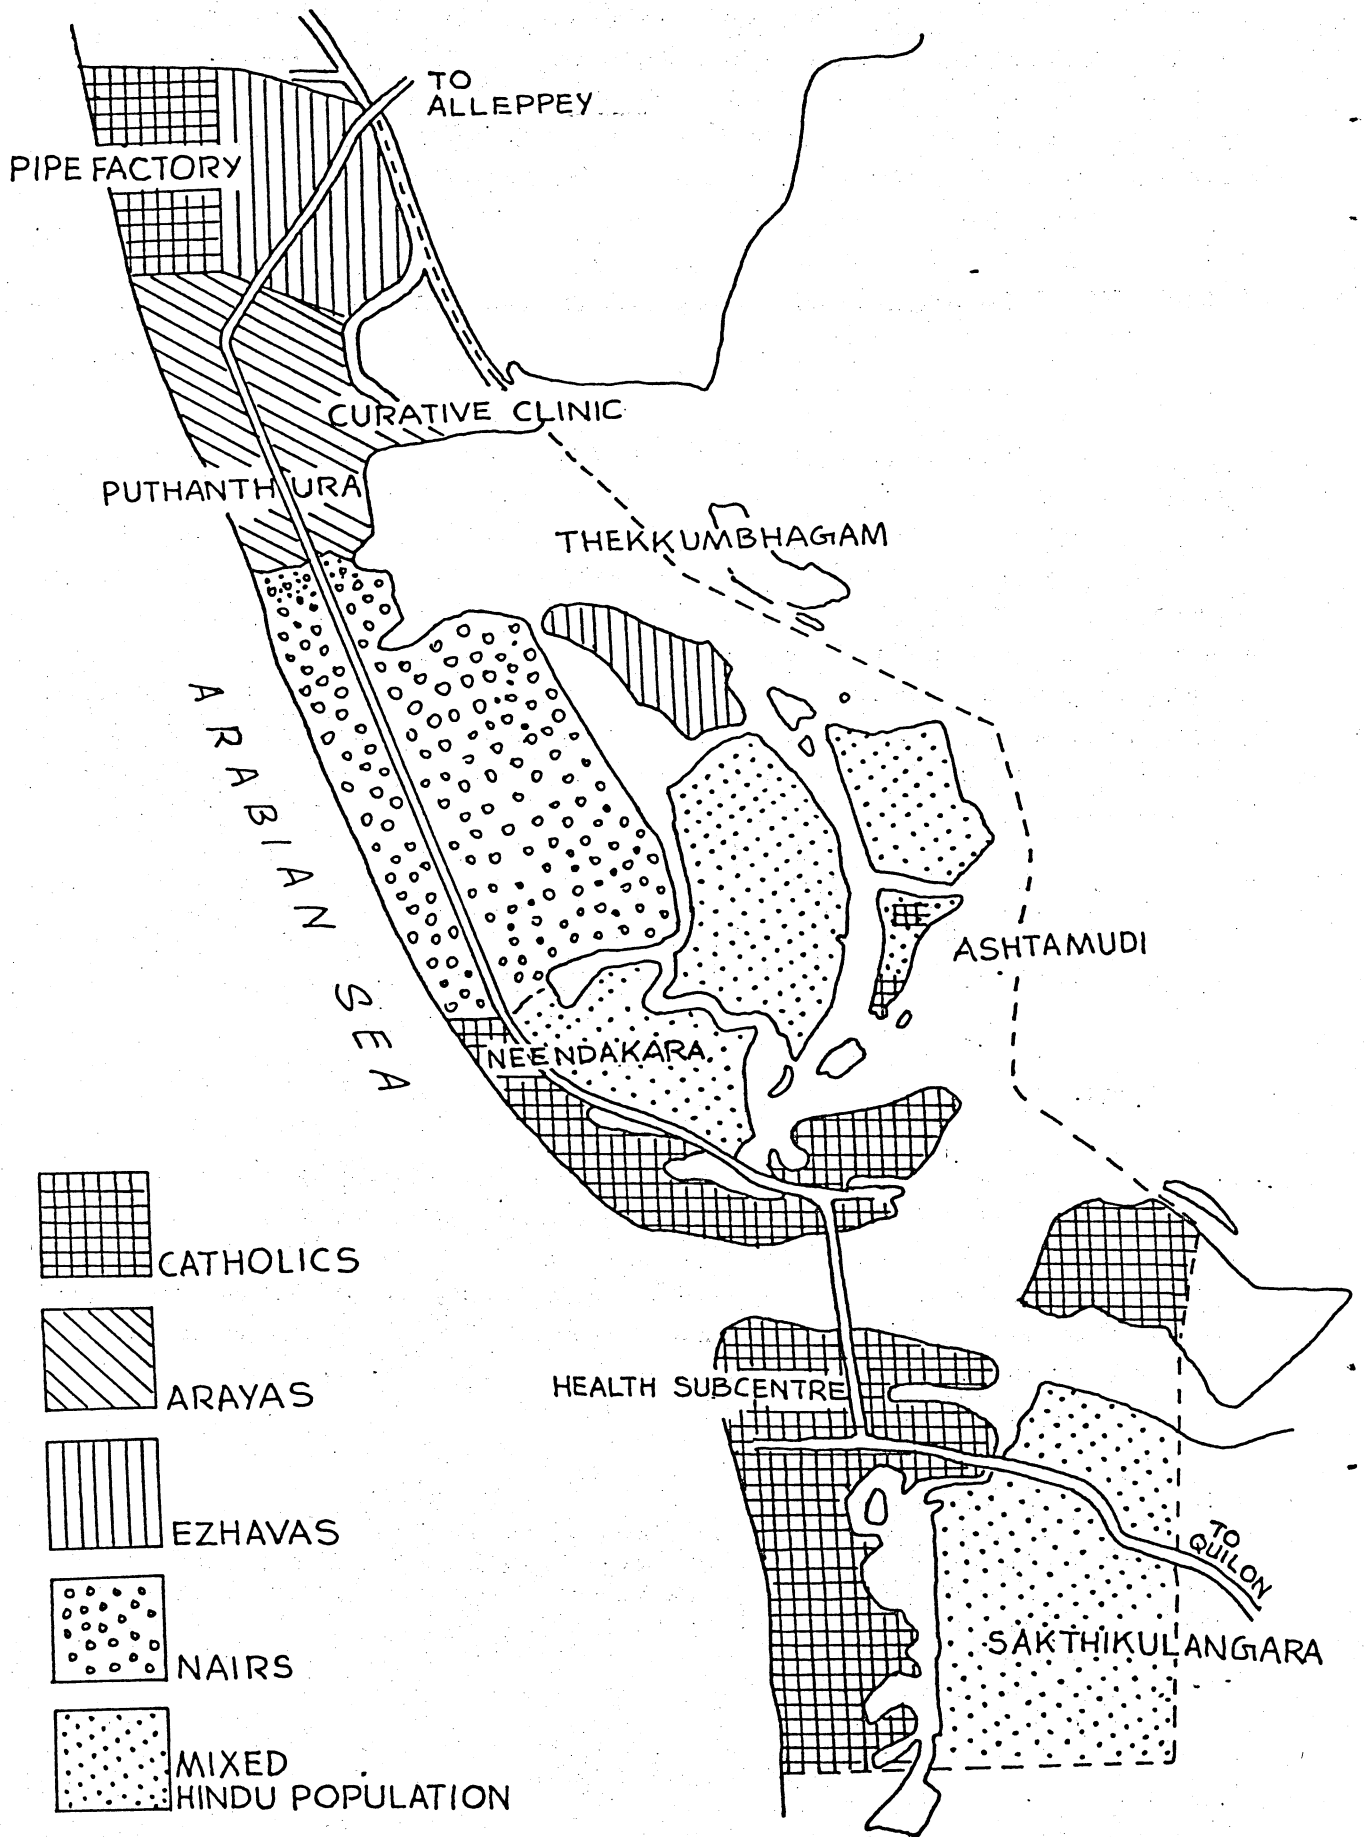 TO
ALLEPPEY
PIPE FACTORY
CURATIVE CLINIC
PUTHANTHURA
THEKKUMBHAGAM
ARABIAN SEA
ASHTAMUDI
NEENDAKARA
CATHOLICS
HEALTH SUBCENTRE
ARAYAS
EZHAVAS
TO
QUILON
SAKTHIKULANGARA
NAIRS
MIXED
HINDU POPULATION